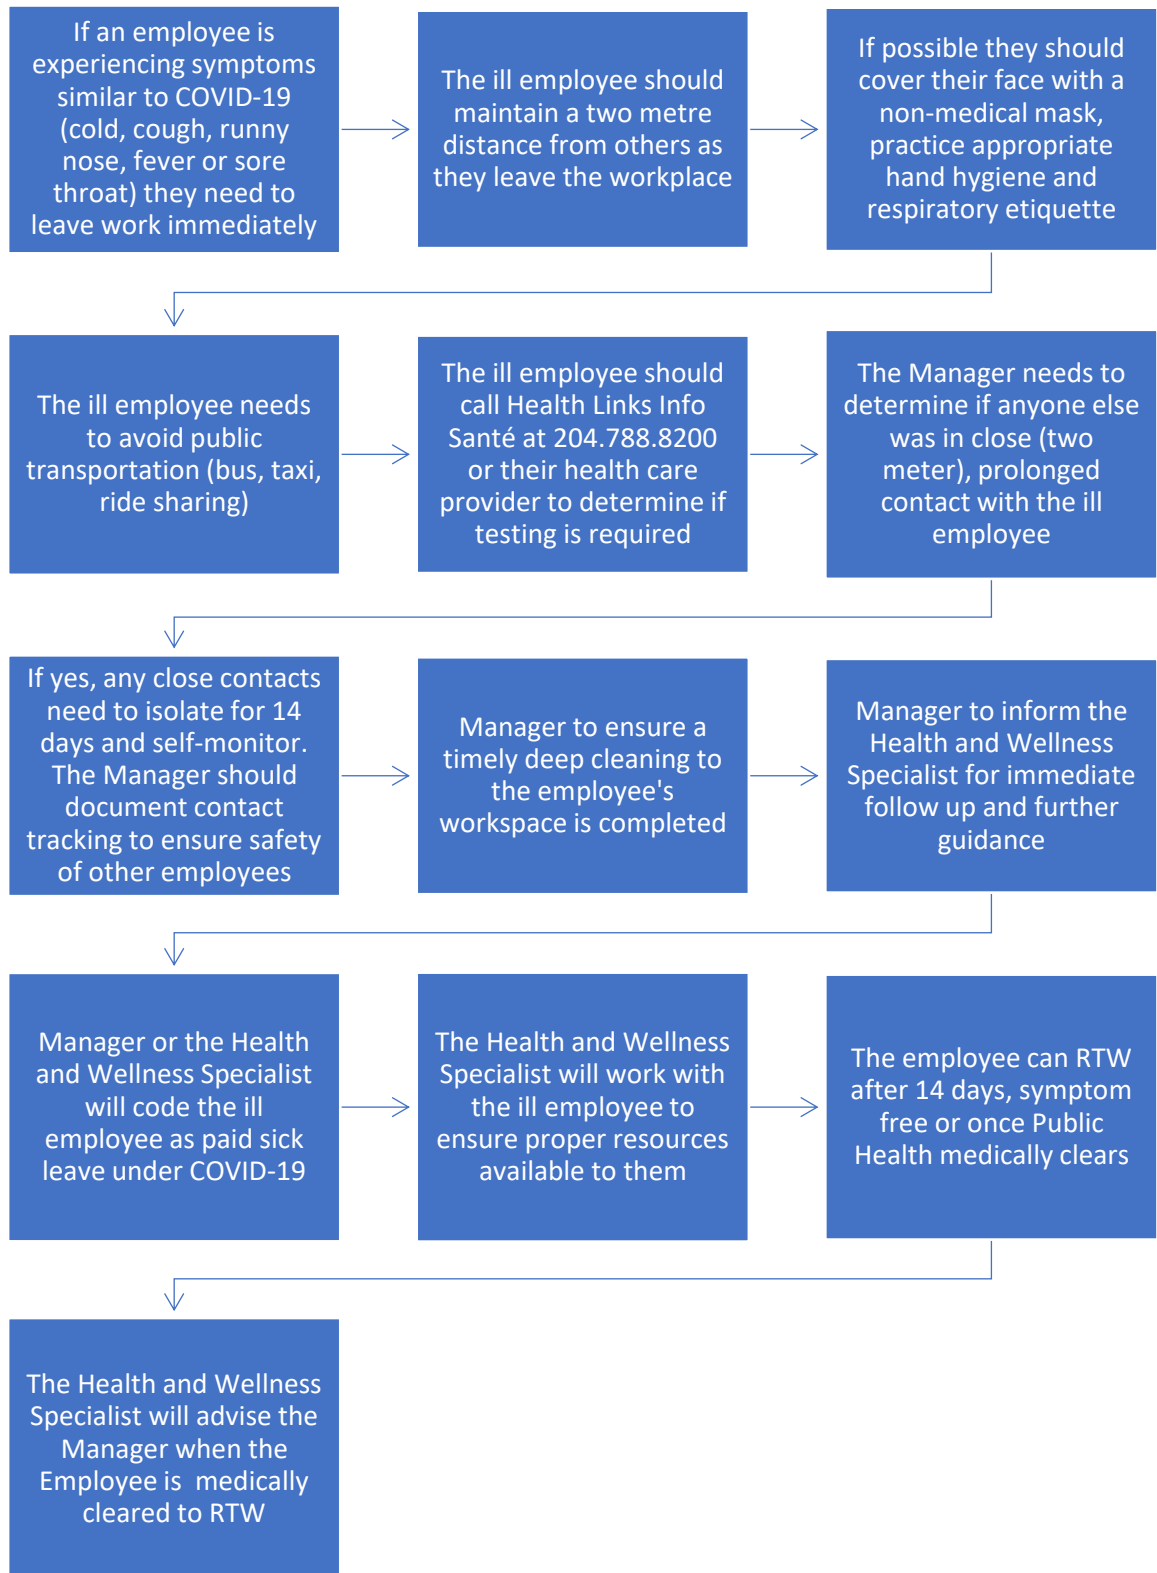 If an employee is
experiencing symptoms
similar to COVID-19
(cold, cough, runny
nose, fever or sore
throat) they need to
leave work immediately
The ill employee should
maintain a two metre
distance from others as
they leave the workplace
If possible they should
cover their face with a
non-medical mask,
practice appropriate
hand hygiene and
respiratory etiquette
The ill employee needs
to avoid public
transportation (bus, taxi,
ride sharing)
The ill employee should
call Health Links Info
Santé at 204.788.8200
or their health care
provider to determine if
testing is required
The Manager needs to
determine if anyone else
was in close (two
meter), prolonged
contact with the ill
employee
If yes, any close contacts
need to isolate for 14
days and self-monitor.
The Manager should
document contact
tracking to ensure safety
of other employees
Manager to ensure a
timely deep cleaning to
the employee's
workspace is completed
Manager to inform the
Health and Wellness
Specialist for immediate
follow up and further
guidance
Manager or the Health
and Wellness Specialist
will code the ill
employee as paid sick
leave under COVID-19
The Health and Wellness
Specialist will work with
the ill employee to
ensure proper resources
available to them
The employee can RTW
after 14 days, symptom
free or once Public
Health medically clears
The Health and Wellness
Specialist will advise the
Manager when the
Employee is  medically
cleared to RTW